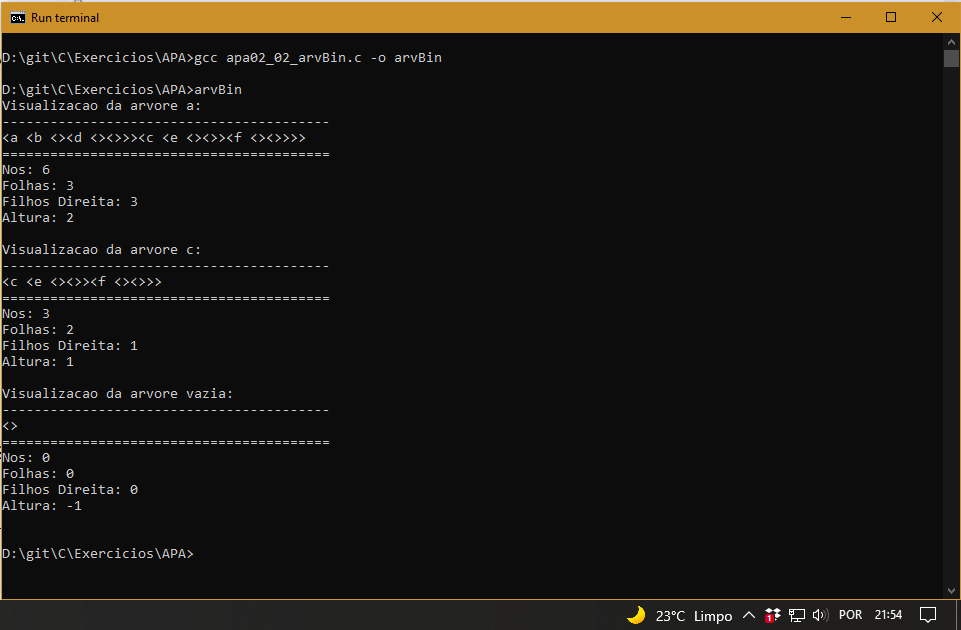 Run terminal
D:\git\C\Exercicios\APA>gcc apa02_02_arvBin.c -o arvBin
D:\git\C\Exercicios\APA>arvBin
Visualizacao da arvore a:
-----------------------------------------
<a <b <><d <><>>><c <e <><>><f <><>>>>
=========================================
Nos: 6
Folhas: 3
Filhos Direita: 3
Altura: 2
Visualizacao da arvore c:
-----------------------------------------
<c <e <><>><f <><>>>
=========================================
Nos: 3
Folhas: 2
Filhos Direita: 1
Altura: 1
Visualizacao da arvore vazia:
-----------------------------------------
<>
=========================================
Nos: 0
Folhas: 0
Filhos Direita: 0
Altura: -1
D:\git\C\Exercicios\APA>
23°C Limpo 1 POR 21:54